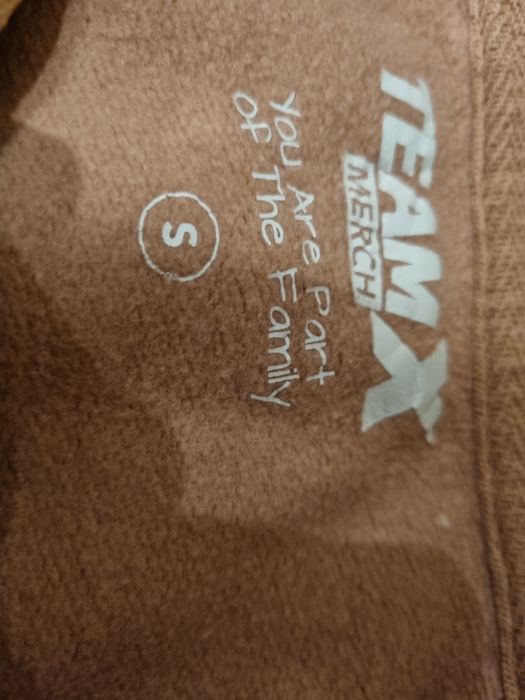 TEAM X
MERCH
You Are Part
of The Family
S